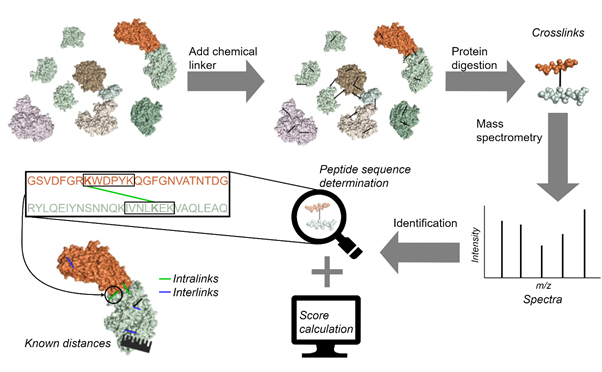 Crosslinks
Add chemical
linker
Protein
digestion
Mass
spectrometry
Peptide sequence
determination
GSVDFGRKWDPYKQGFGNVATNTDG
RYLQEIYNSNNQKIVNLKEKVAQLEAQ
Identification
Intensity
m/z
Spectra
Intralinks
Interlinks
Score
calculation
Known distances